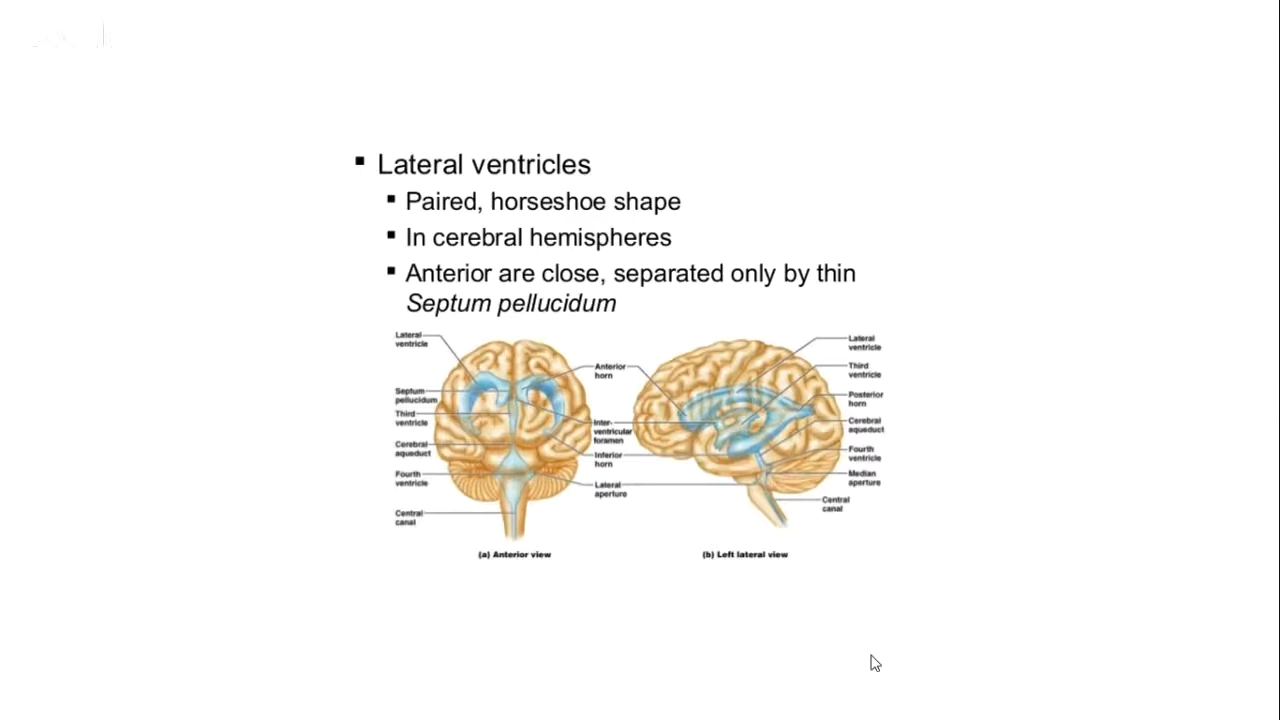 Lateral ventricles
Paired, horseshoe shape
In cerebral hemispheres
Anterior are close, separated only by thin
Septum pellucidum
Lateral
ventricle
Septum
pellucidum
Third
ventricle
Cerebral
aqueduct
Fourth
ventricle
Central
canal
Anterior
horn
Inter-
ventricular
foramen
Inferior
horn
Lateral
aperture
Lateral
ventricle
Third
ventricle
Posterior
horn
Cerebral
aqueduct
Fourth
ventricle
Median
aperture
Central
canal
(a) Anterior view
(b) Left lateral view